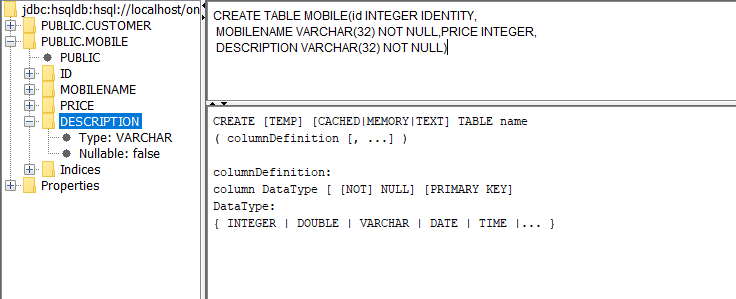 jdbc:hsqldb:hsql://localhost/on
PUBLIC.CUSTOMER
PUBLIC.MOBILE
PUBLIC
ID
MOBILENAME
PRICE
DESCRIPTION
Type: VARCHAR
Nullable: false
Indices
Properties
CREATE TABLE MOBILE(id INTEGER IDENTITY,
MOBILENAME VARCHAR(32) NOT NULL,PRICE INTEGER,
DESCRIPTION VARCHAR(32) NOT NULL)
CREATE [TEMP] [CACHED|MEMORY|TEXT] TABLE name
( columnDefinition [, ...] )
columnDefinition:
column DataType [ [NOT] NULL] [PRIMARY KEY]
DataType:
{ INTEGER | DOUBLE | VARCHAR | DATE | TIME |... }